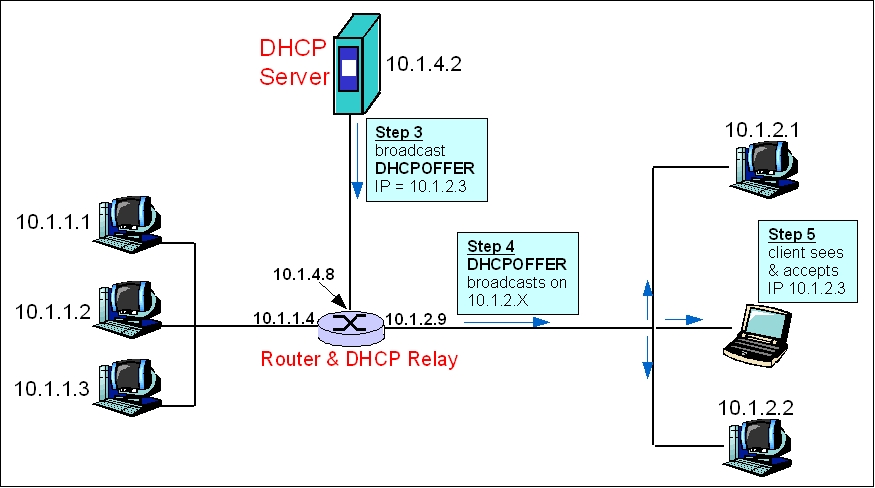 DHCP
Server
10.1.4.2
Step 3
broadcast
DHCPOFFER
IP = 10.1.2.3
10.1.2.1
10.1.1.1
Step 5
client sees
& accepts
IP 10.1.2.3
Step 4
DHCPOFFER
broadcasts on
10.1.2.X
10.1.4.8
10.1.1.2
10.1.1.4
10.1.2.9
Router & DHCP Relay
10.1.1.3
10.1.2.2